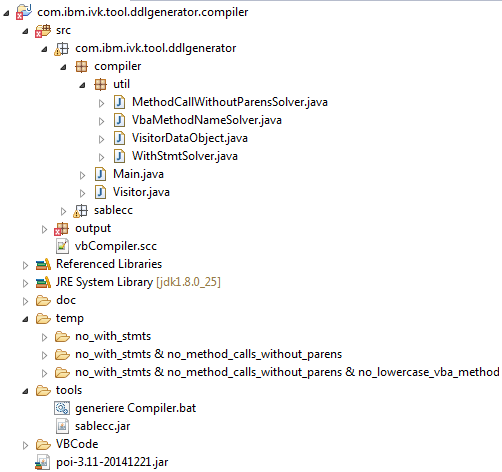 com.ibm.ivk.tool.ddlgenerator.compiler
src
com.ibm.ivk.tool.ddlgenerator
compiler
util
MethodCallWithoutParensSolver.java
VbaMethodNameSolver.java
VisitorDataObject.java
WithStmtSolver.java
Main.java
Visitor.java
sablecc
output
vbCompiler.scc
Referenced Libraries
JRE System Library [jdk1.8.0_25]
doc
temp
no_with_stmts
no_with_stmts & no_method_calls_without_parens
no_with_stmts & no_method_calls_without_parens & no_lowercase_vba_method
tools
generiere Compiler.bat
sablecc.jar
VBCode
poi-3.11-20141221.jar